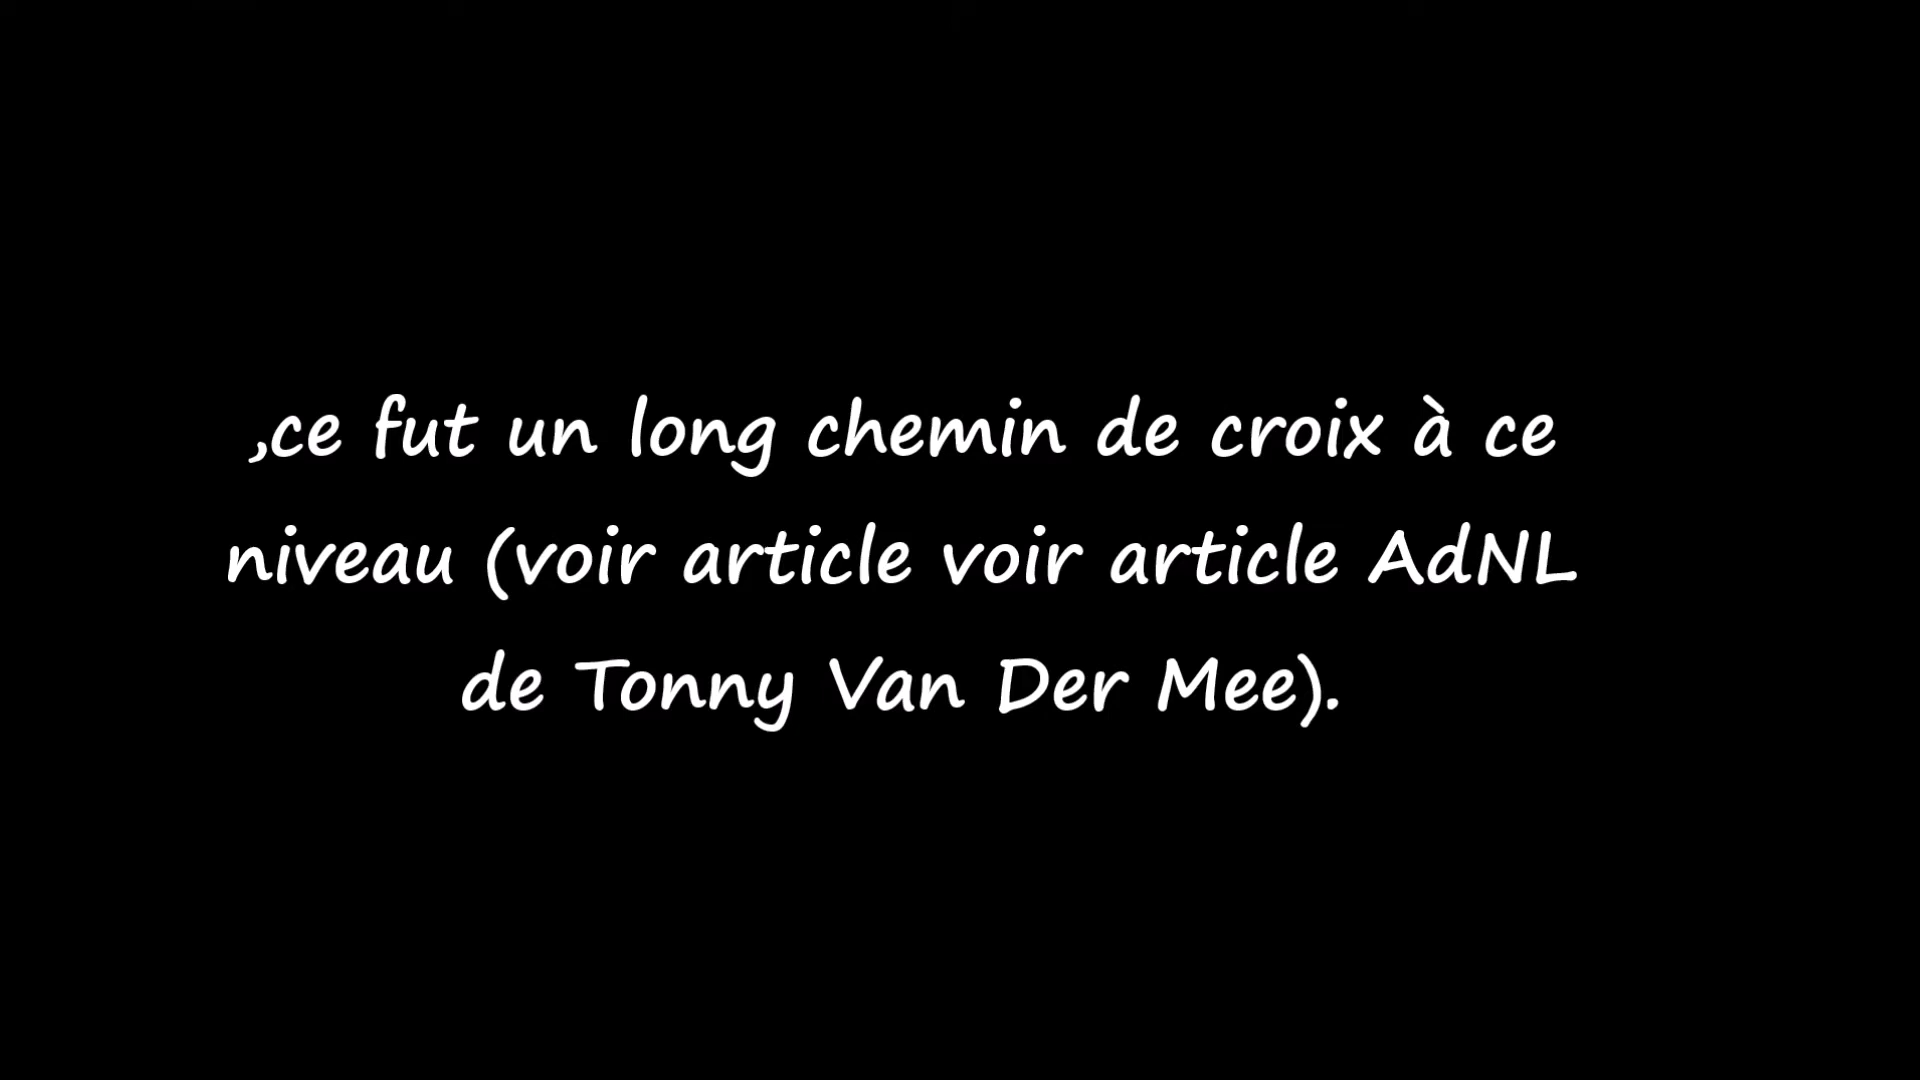 ,ce fut un long chemin de croix à ce
niveau (voir article voir article AdNL
de Tonny Van Der Mee).